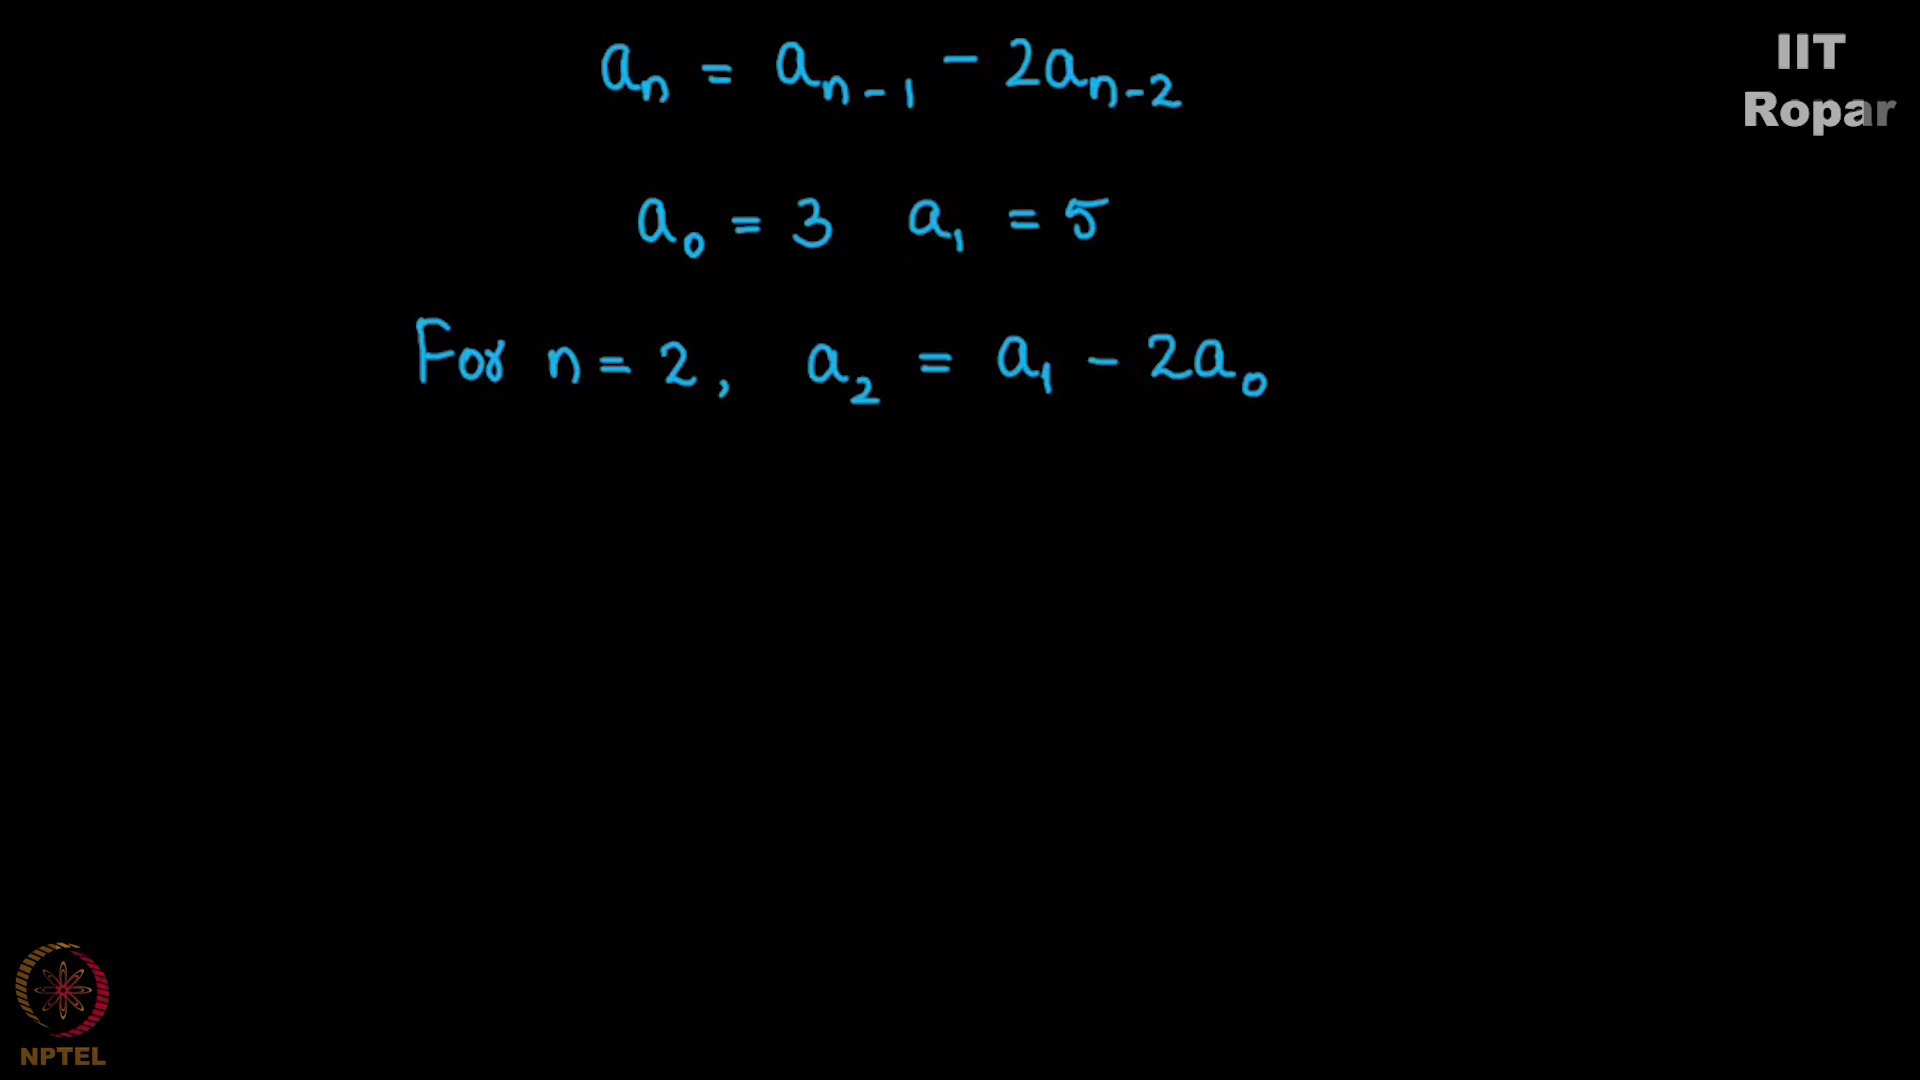 aₙ = aₙ₋₁ - 2aₙ₋₂
a₀ = 3 a₁ = 5
For n = 2, a₂ = a₁ - 2a₀
IIT
Ropar
NPTEL